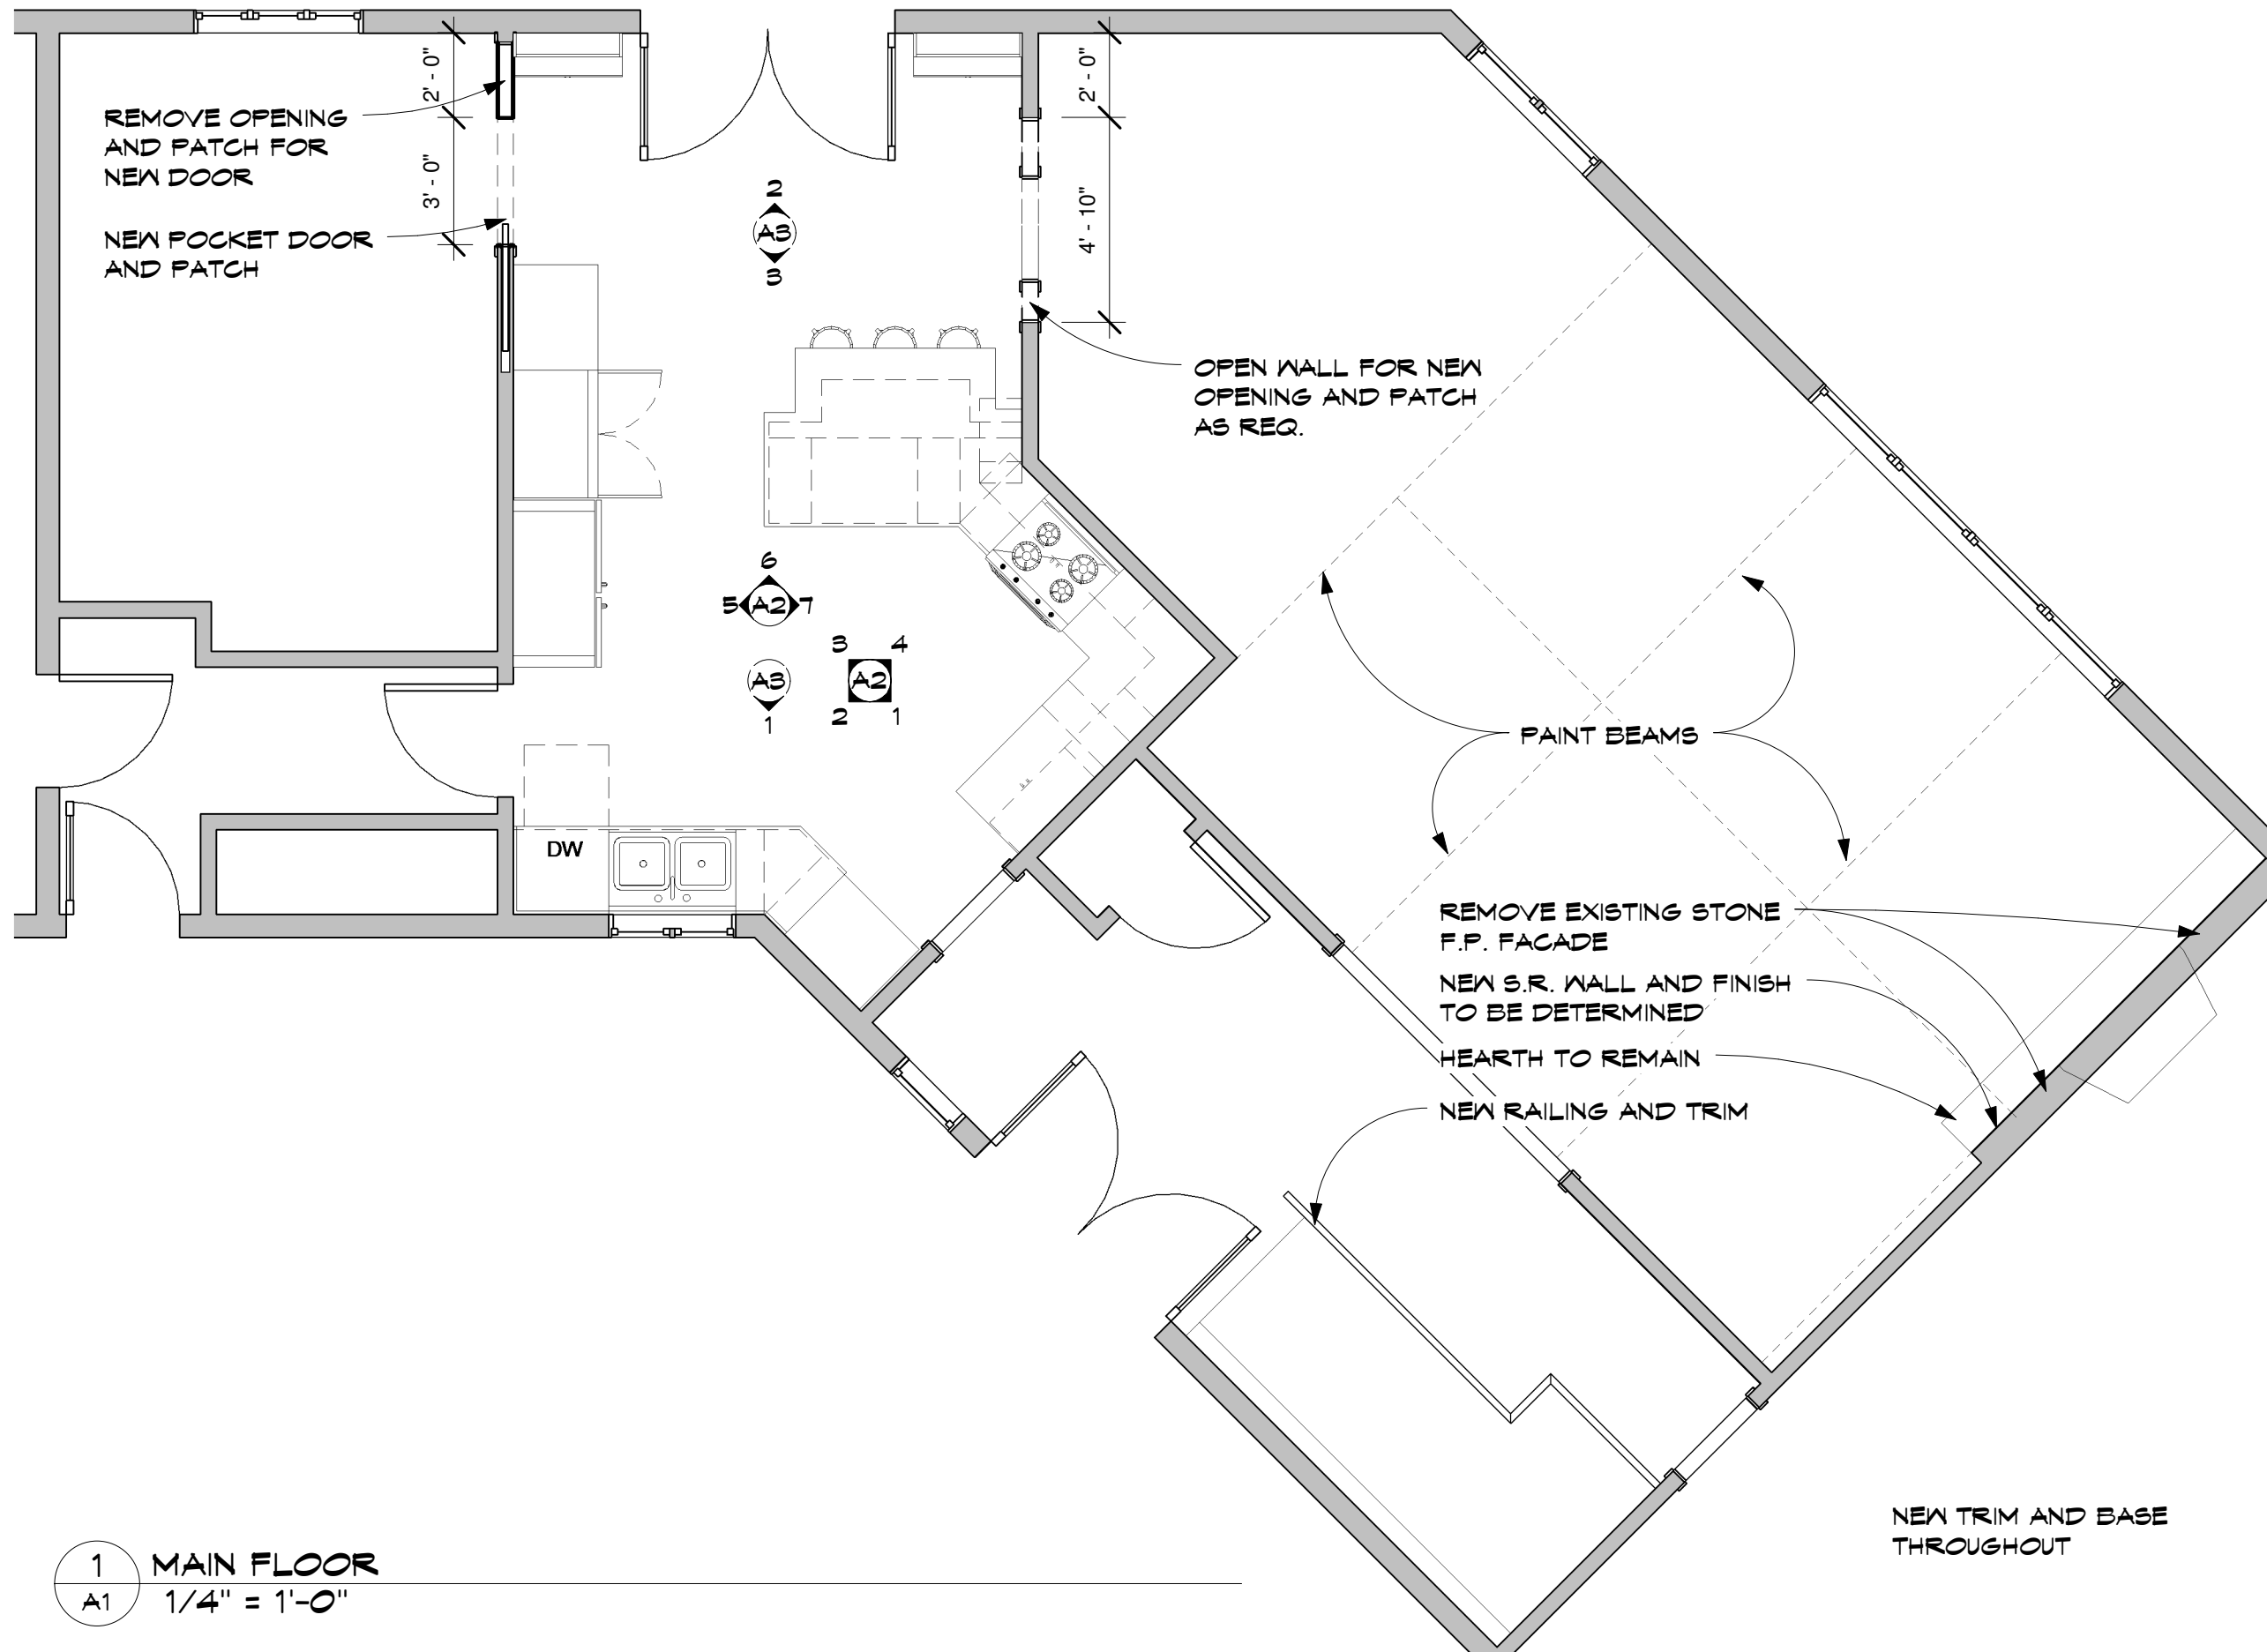 2' - 0"
3' - 0"
REMOVE OPENING
AND PATCH FOR
NEW DOOR
NEW POCKET DOOR
AND PATCH
2
A3
3
2' - 0"
4' - 10"
OPEN WALL FOR NEW
OPENING AND PATCH
AS REQ.
6
5 A2 7
A3
1
3 4
A2
2 1
PAINT BEAMS
DW
REMOVE EXISTING STONE
F.P. FACADE
NEW S.R. WALL AND FINISH
TO BE DETERMINED
HEARTH TO REMAIN
NEW RAILING AND TRIM
NEW TRIM AND BASE
THROUGHOUT
1
A1
MAIN FLOOR
1/4" = 1'-0"